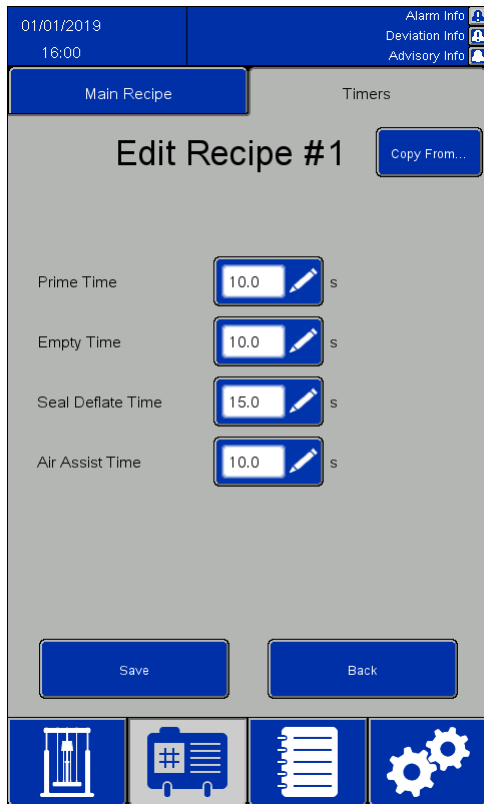 01/01/2019
16:00
Alarm Info
Deviation Info
Advisory Info
Main Recipe
Timers
Edit Recipe #1
Copy From...
Prime Time 10.0 s
Empty Time 10.0 s
Seal Deflate Time 15.0 s
Air Assist Time 10.0 s
Save
Back
#